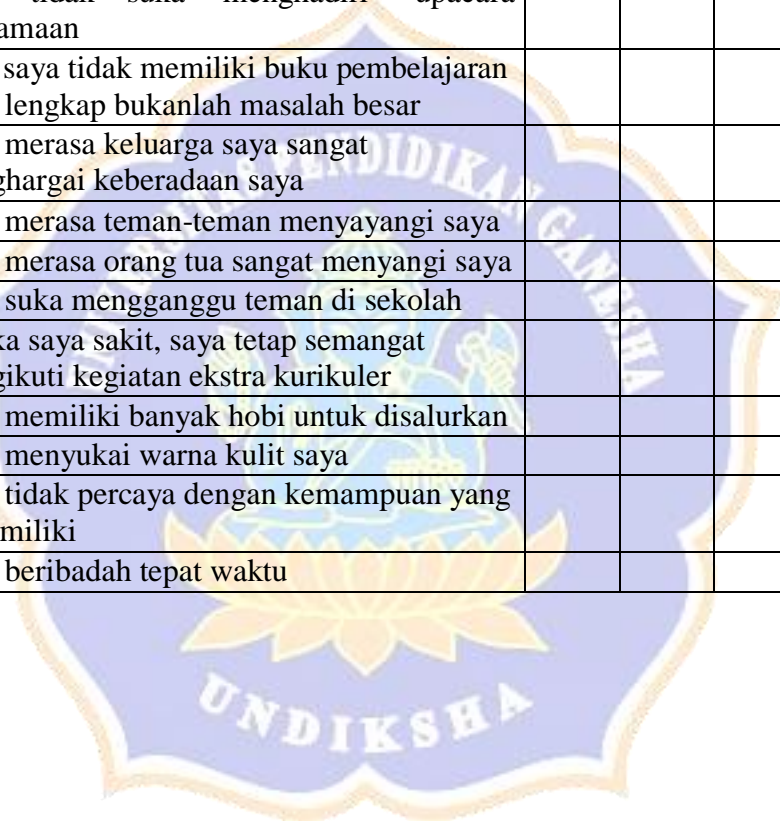 tidak suka menghadiri upacara
amaan
saya tidak memiliki buku pembelajaran
lengkap bukanlah masalah besar
merasa keluarga saya sangat
ghargai keberadaan saya
merasa teman-teman menyayangi saya
merasa orang tua sangat menyangi saya
suka mengganggu teman di sekolah
ka saya sakit, saya tetap semangat
gikuti kegiatan ekstra kurikuler
memiliki banyak hobi untuk disalurkan
menyukai warna kulit saya
tidak percaya dengan kemampuan yang
miliki
beribadah tepat waktu
UNIVERSITAS PENDIDIKAN GANESHA
UNDIKSHA